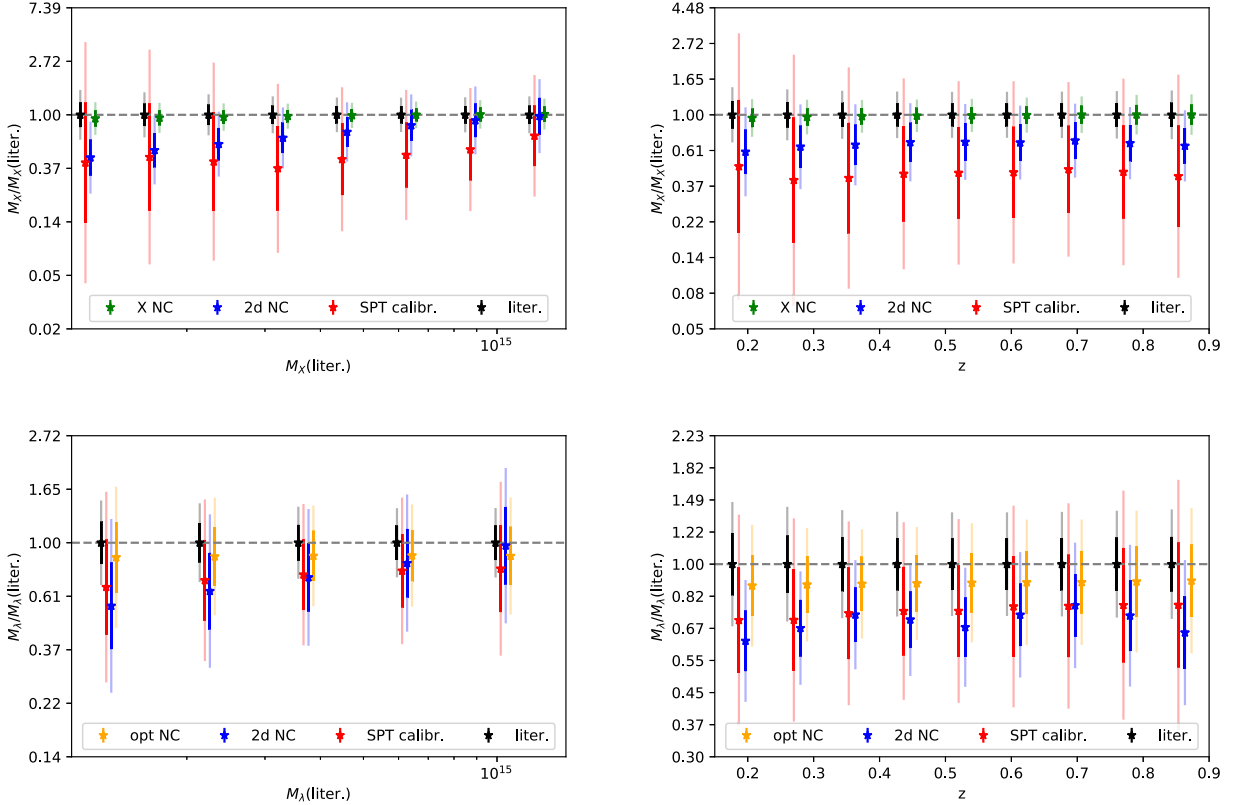 7.39
2.72
1.00
0.37
0.14
0.05
0.02
M_X/M_X(liter.)
X NC
2d NC
SPT calibr.
liter.
10^15
M_X(liter.)
4.48
2.72
1.65
1.00
0.61
0.37
0.22
0.14
0.08
0.05
M_X/M_X(liter.)
X NC
2d NC
SPT calibr.
liter.
0.2 0.3 0.4 0.5 0.6 0.7 0.8 0.9
z
2.72
1.65
1.00
0.61
0.37
0.22
0.14
M_λ/M_λ(liter.)
opt NC
2d NC
SPT calibr.
liter.
10^15
M_λ(liter.)
2.23
1.82
1.49
1.22
1.00
0.82
0.67
0.55
0.45
0.37
0.30
M_λ/M_λ(liter.)
opt NC
2d NC
SPT calibr.
liter.
0.2 0.3 0.4 0.5 0.6 0.7 0.8 0.9
z